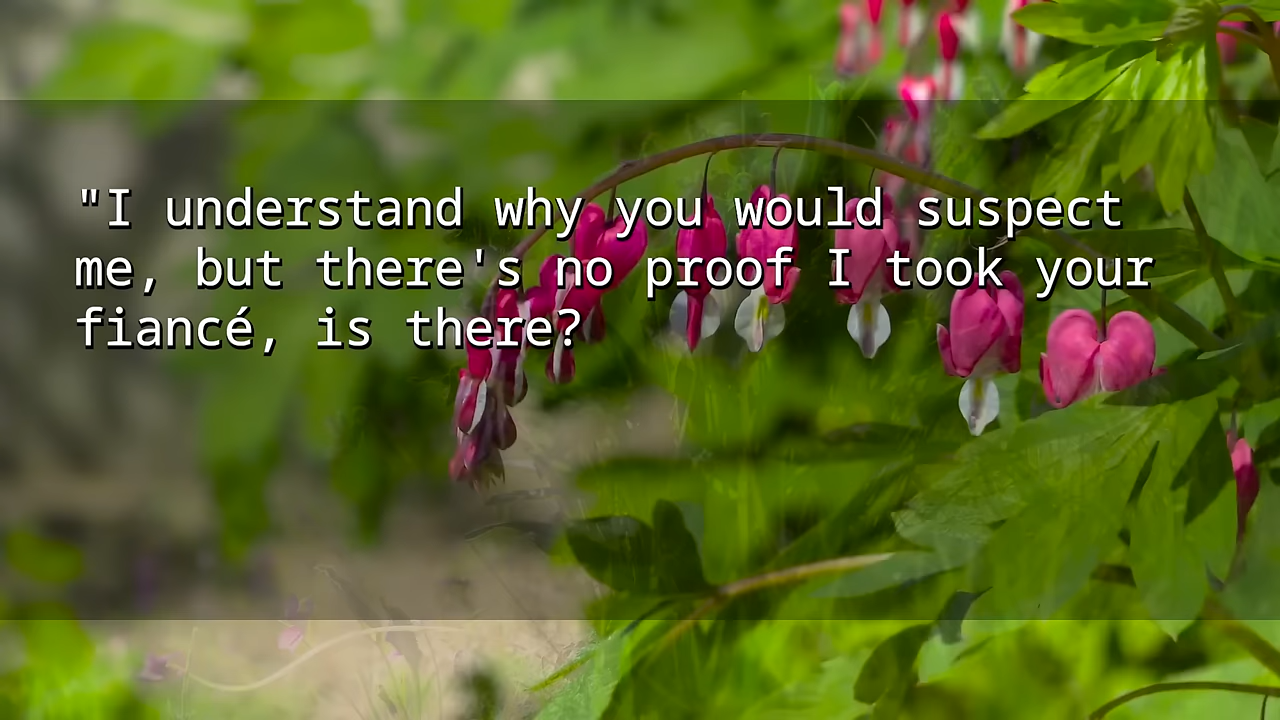 "I understand why you would suspect
me, but there's no proof I took your
fiancé, is there?